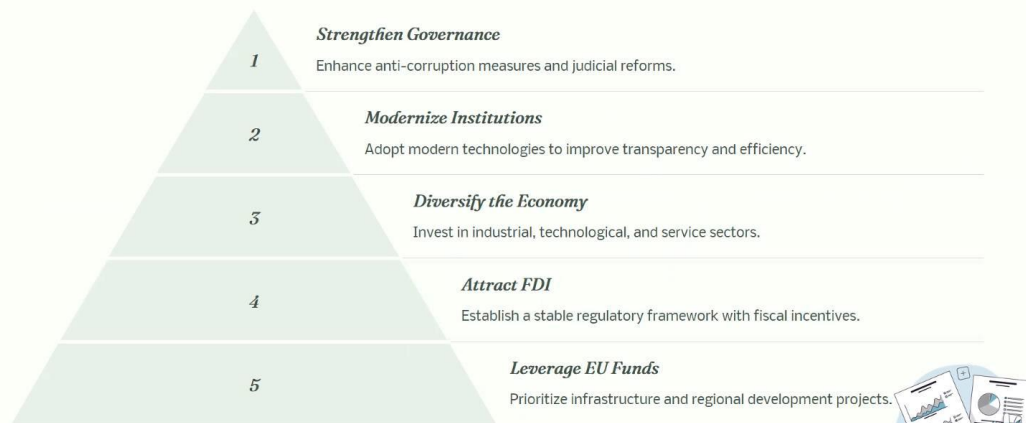 1
Strengthen Governance
Enhance anti-corruption measures and judicial reforms.
2
Modernize Institutions
Adopt modern technologies to improve transparency and efficiency.
3
Diversify the Economy
Invest in industrial, technological, and service sectors.
4
Attract FDI
Establish a stable regulatory framework with fiscal incentives.
5
Leverage EU Funds
Prioritize infrastructure and regional development projects.